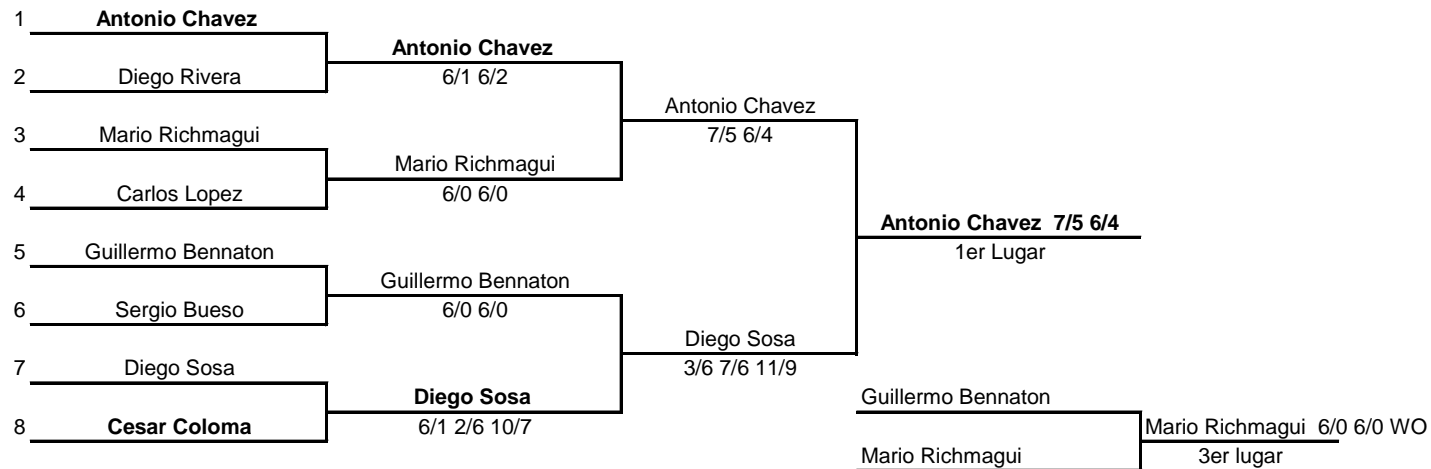 1 Antonio Chavez
Antonio Chavez
2 Diego Rivera 6/1 6/2
Antonio Chavez
3 Mario Richmagui 7/5 6/4
Mario Richmagui
4 Carlos Lopez 6/0 6/0
Antonio Chavez 7/5 6/4
5 Guillermo Bennaton 1er Lugar
Guillermo Bennaton
6 Sergio Bueso 6/0 6/0
Diego Sosa
7 Diego Sosa 3/6 7/6 11/9
Diego Sosa Guillermo Bennaton
8 Cesar Coloma 6/1 2/6 10/7 Mario Richmagui 6/0 6/0 WO
Mario Richmagui 3er lugar